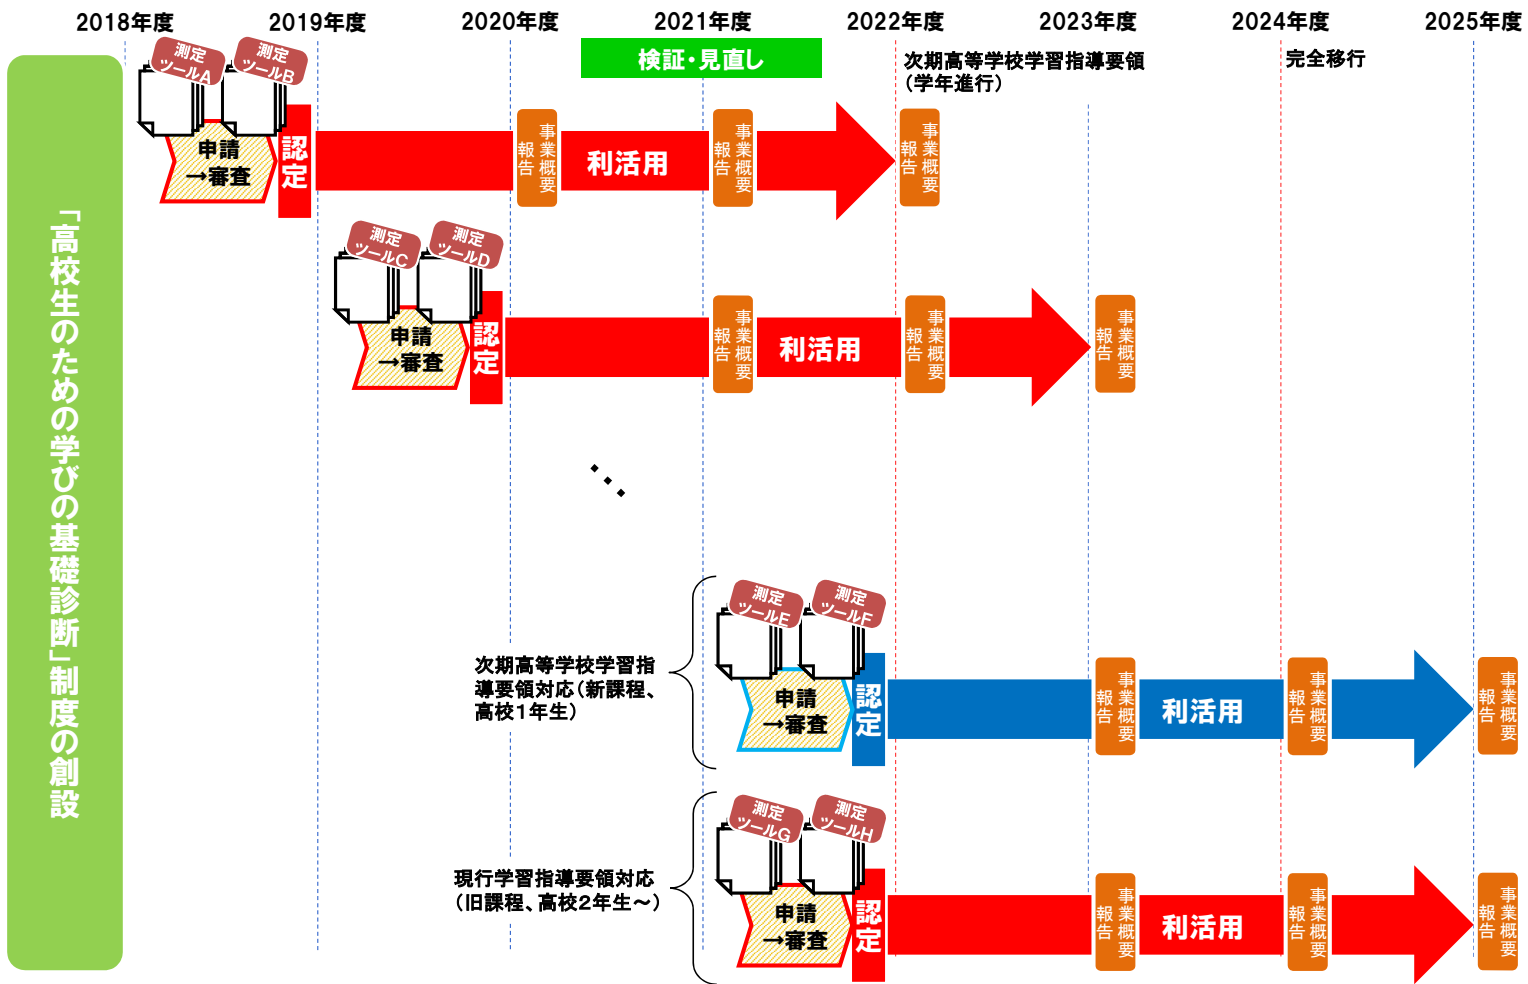 2018年度
2019年度
2020年度
2021年度
2022年度
2023年度
2024年度
2025年度
検証・見直し
次期高等学校学習指導要領
（学年進行）
完全移行
「高校生のための学びの基礎診断」制度の創設
測定
ツールA
測定
ツールB
申請
→審査
認定
利活用
事業概要
報告
事業概要
報告
事業概要
報告
測定
ツールC
測定
ツールD
申請
→審査
認定
利活用
事業概要
報告
事業概要
報告
事業概要
報告
次期高等学校学習指
導要領対応（新課程、
高校１年生）
測定
ツールE
測定
ツールF
申請
→審査
認定
利活用
事業概要
報告
事業概要
報告
事業概要
報告
現行学習指導要領対応
（旧課程、高校２年生～）
測定
ツールG
測定
ツールH
申請
→審査
認定
利活用
事業概要
報告
事業概要
報告
事業概要
報告